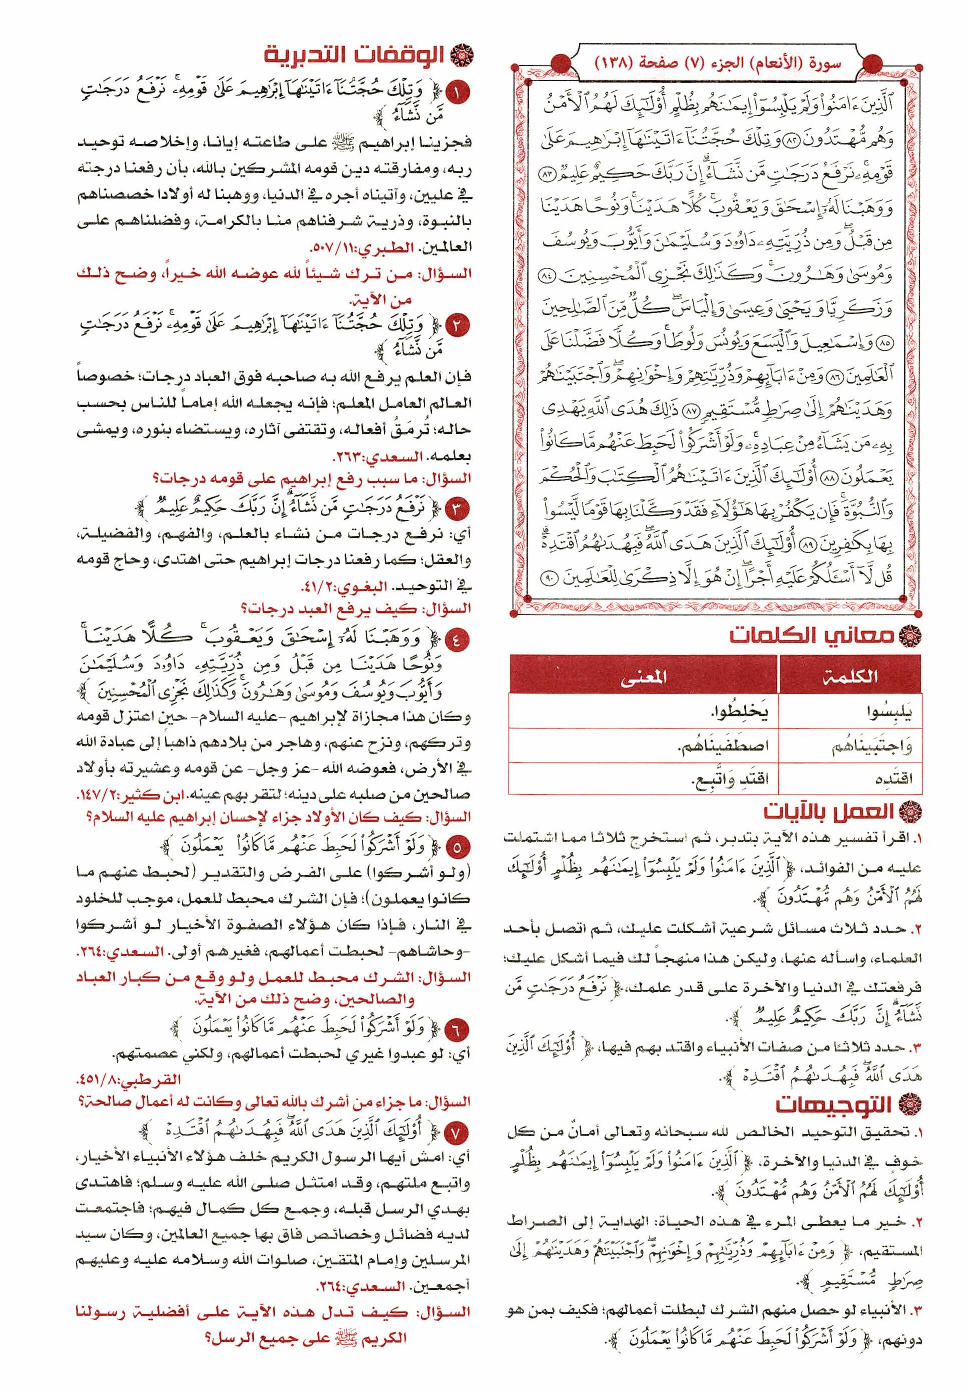 سورة (الأنعام) الجزء (٧) صفحة (١٣٨)
ٱلَّذِينَ ءَامَنُوا۟ وَلَمْ يَلْبِسُوٓا۟ إِيمَٰنَهُم بِظُلْمٍ أُو۟لَٰٓئِكَ لَهُمُ ٱلْأَمْنُ
وَهُم مُّهْتَدُونَ ٨٢ وَتِلْكَ حُجَّتُنَآ ءَاتَيْنَٰهَآ إِبْرَٰهِيمَ عَلَىٰ
قَوْمِهِۦ ۚ نَرْفَعُ دَرَجَٰتٍ مَّن نَّشَآءُ ۗ إِنَّ رَبَّكَ حَكِيمٌ عَلِيمٌ ٨٣
وَوَهَبْنَا لَهُۥٓ إِسْحَٰقَ وَيَعْقُوبَ ۚ كُلًّا هَدَيْنَا ۚ وَنُوحًا هَدَيْنَا
مِن قَبْلُ ۖ وَمِن ذُرِّيَّتِهِۦ دَاوُۥدَ وَسُلَيْمَٰنَ وَأَيُّوبَ وَيُوسُفَ
وَمُوسَىٰ وَهَٰرُونَ ۚ وَكَذَٰلِكَ نَجْزِى ٱلْمُحْسِنِينَ ٨٤
وَزَكَرِيَّا وَيَحْيَىٰ وَعِيسَىٰ وَإِلْيَاسَ ۖ كُلٌّ مِّنَ ٱلصَّٰلِحِينَ
٨٥ وَإِسْمَٰعِيلَ وَٱلْيَسَعَ وَيُونُسَ وَلُوطًا ۚ وَكُلًّا فَضَّلْنَا عَلَى
ٱلْعَٰلَمِينَ ٨٦ وَمِنْ ءَابَآئِهِمْ وَذُرِّيَّٰتِهِمْ وَإِخْوَٰنِهِمْ ۖ وَٱجْتَبَيْنَٰهُمْ
وَهَدَيْنَٰهُمْ إِلَىٰ صِرَٰطٍ مُّسْتَقِيمٍ ٨٧ ذَٰلِكَ هُدَى ٱللَّهِ يَهْدِى
بِهِۦ مَن يَشَآءُ مِنْ عِبَادِهِۦ ۚ وَلَوْ أَشْرَكُوا۟ لَحَبِطَ عَنْهُم مَّا كَانُوا۟
يَعْمَلُونَ ٨٨ أُو۟لَٰٓئِكَ ٱلَّذِينَ ءَاتَيْنَٰهُمُ ٱلْكِتَٰبَ وَٱلْحُكْمَ
وَٱلنُّبُوَّةَ ۚ فَإِن يَكْفُرْ بِهَا هَٰٓؤُلَآءِ فَقَدْ وَكَّلْنَا بِهَا قَوْمًا لَّيْسُوا۟
بِهَا بِكَٰفِرِينَ ٨٩ أُو۟لَٰٓئِكَ ٱلَّذِينَ هَدَى ٱللَّهُ ۖ فَبِهُدَىٰهُمُ ٱقْتَدِهْ ۗ
قُل لَّآ أَسْـَٔلُكُمْ عَلَيْهِ أَجْرًا ۖ إِنْ هُوَ إِلَّا ذِكْرَىٰ لِلْعَٰلَمِينَ ٩٠
معاني الكلمات
الكلمة المعنى
يَلبِسُوا يَخلِطُوا.
وَاجتَبَينَاهُم اصطَفَينَاهُم.
اقتَدِه اقتَدِ وَاتَّبِع.
العمل بالآيات
١. اقرأ تفسير هذه الآية بتدبر، ثم استخرج ثلاثا مما اشتملت
عليه من الفوائد، ﴿ ٱلَّذِينَ ءَامَنُوا۟ وَلَمْ يَلْبِسُوٓا۟ إِيمَٰنَهُم بِظُلْمٍ أُو۟لَٰٓئِكَ
لَهُمُ ٱلْأَمْنُ وَهُم مُّهْتَدُونَ ﴾.
٢. حدد ثلاث مسائل شرعية أشكلت عليك، ثم اتصل بأحد
العلماء، واسأله عنها، وليكن هذا منهجاً لك فيما أشكل عليك؛
فرفعتك في الدنيا والآخرة على قدر علمك، ﴿ نَرْفَعُ دَرَجَٰتٍ مَّن
نَّشَآءُ ۗ إِنَّ رَبَّكَ حَكِيمٌ عَلِيمٌ ﴾.
٣. حدد ثلاثا من صفات الأنبياء واقتد بهم فيها، ﴿ أُو۟لَٰٓئِكَ ٱلَّذِينَ
هَدَى ٱللَّهُ ۖ فَبِهُدَىٰهُمُ ٱقْتَدِهْ ﴾.
التوجيهات
١. تحقيق التوحيد الخالص لله سبحانه وتعالى أمانٌ من كل
خوفٍ في الدنيا والآخرة، ﴿ ٱلَّذِينَ ءَامَنُوا۟ وَلَمْ يَلْبِسُوٓا۟ إِيمَٰنَهُم بِظُلْمٍ
أُو۟لَٰٓئِكَ لَهُمُ ٱلْأَمْنُ وَهُم مُّهْتَدُونَ ﴾.
٢. خير ما يعطى المرء في هذه الحياة: الهداية إلى الصراط
المستقيم، ﴿ وَمِنْ ءَابَآئِهِمْ وَذُرِّيَّٰتِهِمْ وَإِخْوَٰنِهِمْ ۖ وَٱجْتَبَيْنَٰهُمْ وَهَدَيْنَٰهُمْ إِلَىٰ
صِرَٰطٍ مُّسْتَقِيمٍ ﴾.
٣. الأنبياء لو حصل منهم الشرك لبطلت أعمالهم؛ فكيف بمن هو
دونهم، ﴿ وَلَوْ أَشْرَكُوا۟ لَحَبِطَ عَنْهُم مَّا كَانُوا۟ يَعْمَلُونَ ﴾.
الوقفات التدبرية
١ ﴿ وَتِلْكَ حُجَّتُنَآ ءَاتَيْنَٰهَآ إِبْرَٰهِيمَ عَلَىٰ قَوْمِهِۦ ۚ نَرْفَعُ دَرَجَٰتٍ
مَّن نَّشَآءُ ﴾
فجزينا إبراهيم ﷺ على طاعته إيانا، وإخلاصه توحيد
ربه، ومفارقته دين قومه المشركين بالله، بأن رفعنا درجته
في عليين، وآتيناه أجره في الدنيا، ووهبنا له أولادا خصصناهم
بالنبوة، وذرية شرفناهم منا بالكرامة، وفضلناهم على
العالمين. الطبري: ١١/٥٠٧.
السؤال: من ترك شيئاً لله عوضه الله خيراً، وضح ذلك
من الآية.
٢ ﴿ وَتِلْكَ حُجَّتُنَآ ءَاتَيْنَٰهَآ إِبْرَٰهِيمَ عَلَىٰ قَوْمِهِۦ ۚ نَرْفَعُ دَرَجَٰتٍ
مَّن نَّشَآءُ ﴾
فإن العلم يرفع الله به صاحبه فوق العباد درجات؛ خصوصاً
العالم العامل المعلم؛ فإنه يجعله الله إماماً للناس بحسب
حاله؛ تُرمَقُ أفعاله، وتقتفى آثاره، ويستضاء بنوره، ويمشى
بعلمه. السعدي: ٢٦٣.
السؤال: ما سبب رفع إبراهيم على قومه درجات؟
٣ ﴿ نَرْفَعُ دَرَجَٰتٍ مَّن نَّشَآءُ ۗ إِنَّ رَبَّكَ حَكِيمٌ عَلِيمٌ ﴾
أي: نرفع درجات من نشاء بالعلم، والفهم، والفضيلة،
والعقل؛ كما رفعنا درجات إبراهيم حتى اهتدى، وحاج قومه
في التوحيد. البغوي: ٢/٤١.
السؤال: كيف يرفع العبد درجات؟
٤ ﴿ وَوَهَبْنَا لَهُۥٓ إِسْحَٰقَ وَيَعْقُوبَ ۚ كُلًّا هَدَيْنَا ۚ
وَنُوحًا هَدَيْنَا مِن قَبْلُ وَمِن ذُرِّيَّتِهِۦ دَاوُۥدَ وَسُلَيْمَٰنَ
وَأَيُّوبَ وَيُوسُفَ وَمُوسَىٰ وَهَٰرُونَ ۚ وَكَذَٰلِكَ نَجْزِى ٱلْمُحْسِنِينَ ﴾
وكان هذا مجازاة لإبراهيم -عليه السلام- حين اعتزل قومه
وتركهم، ونزح عنهم، وهاجر من بلادهم ذاهباً إلى عبادة الله
في الأرض، فعوضه الله -عز وجل- عن قومه وعشيرته بأولاد
صالحين من صلبه على دينه؛ لتقر بهم عينه. ابن كثير: ٢/١٤٧.
السؤال: كيف كان الأولاد جزاء لإحسان إبراهيم عليه السلام؟
٥ ﴿ وَلَوْ أَشْرَكُوا۟ لَحَبِطَ عَنْهُم مَّا كَانُوا۟ يَعْمَلُونَ ﴾
(ولو أشركوا) على الفرض والتقدير (لحبط عنهم ما
كانوا يعملون)؛ فإن الشرك محبط للعمل، موجب للخلود
في النار، فإذا كان هؤلاء الصفوة الأخيار لو أشركوا
-وحاشاهم- لحبطت أعمالهم، فغيرهم أولى. السعدي: ٢٦٤.
السؤال: الشرك محبط للعمل ولو وقع من كبار العباد
والصالحين، وضح ذلك من الآية.
٦ ﴿ وَلَوْ أَشْرَكُوا۟ لَحَبِطَ عَنْهُم مَّا كَانُوا۟ يَعْمَلُونَ ﴾
أي: لو عبدوا غيري لحبطت أعمالهم، ولكني عصمتهم.
القرطبي: ٨/٤٥١.
السؤال: ما جزاء من أشرك بالله تعالى وكانت له أعمال صالحة؟
٧ ﴿ أُو۟لَٰٓئِكَ ٱلَّذِينَ هَدَى ٱللَّهُ ۖ فَبِهُدَىٰهُمُ ٱقْتَدِهْ ﴾
أي: امش أيها الرسول الكريم خلف هؤلاء الأنبياء الأخيار،
واتبع ملتهم، وقد امتثل صلى الله عليه وسلم؛ فاهتدى
بهدي الرسل قبله، وجمع كل كمال فيهم؛ فاجتمعت
لديه فضائل وخصائص فاق بها جميع العالمين، وكان سيد
المرسلين وإمام المتقين، صلوات الله وسلامه عليه وعليهم
أجمعين. السعدي: ٢٦٤.
السؤال: كيف تدل هذه الآية على أفضلية رسولنا
الكريم ﷺ على جميع الرسل؟